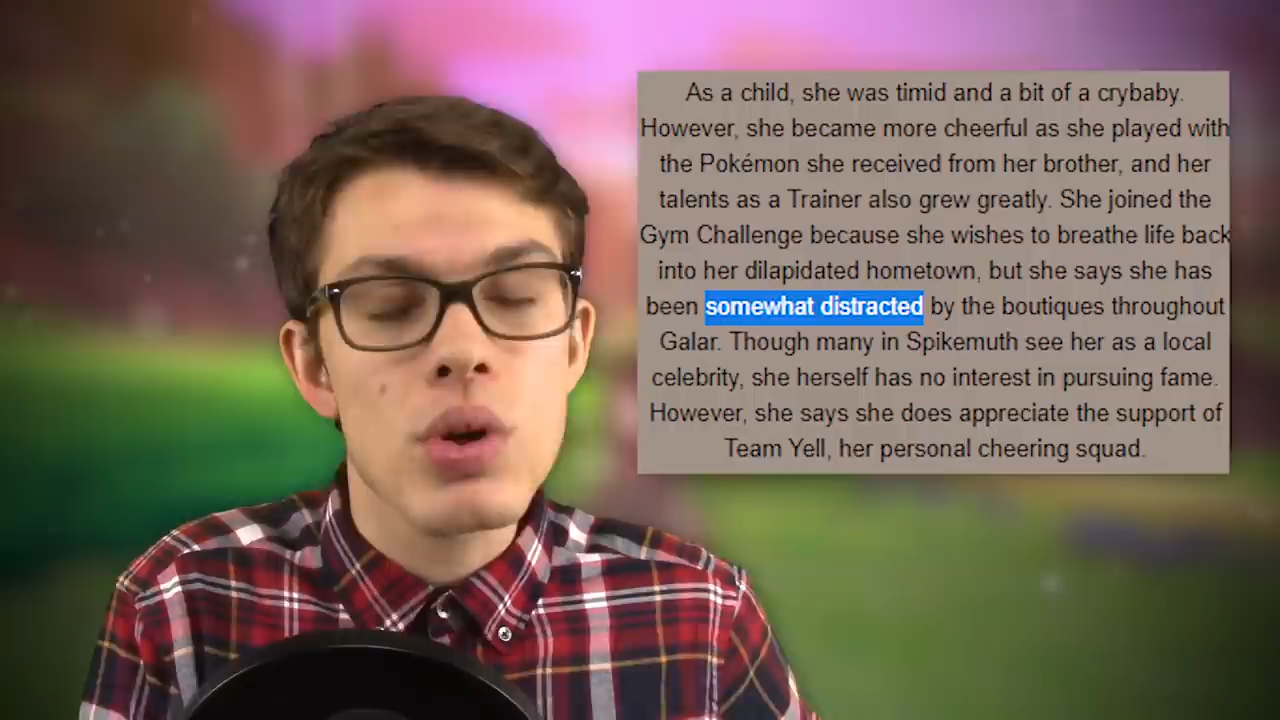 As a child, she was timid and a bit of a crybaby.
However, she became more cheerful as she played with
the Pokémon she received from her brother, and her
talents as a Trainer also grew greatly. She joined the
Gym Challenge because she wishes to breathe life back
into her dilapidated hometown, but she says she has
been somewhat distracted by the boutiques throughout
Galar. Though many in Spikemuth see her as a local
celebrity, she herself has no interest in pursuing fame.
However, she says she does appreciate the support of
Team Yell, her personal cheering squad.